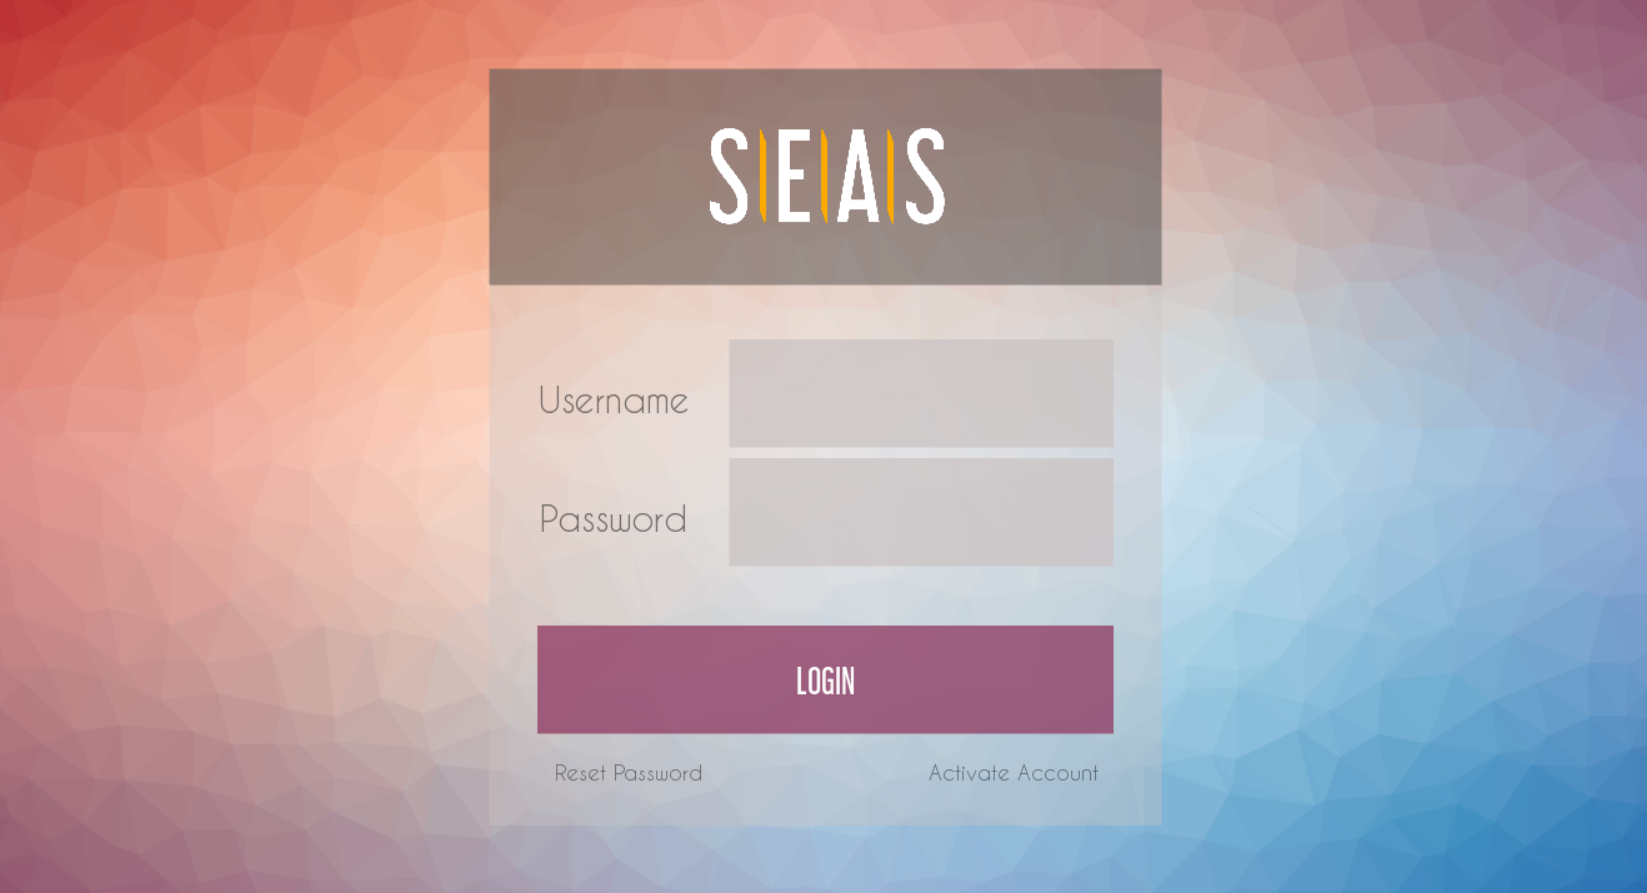 SEAS
Username
Password
LOGIN
Reset Password
Activate Account